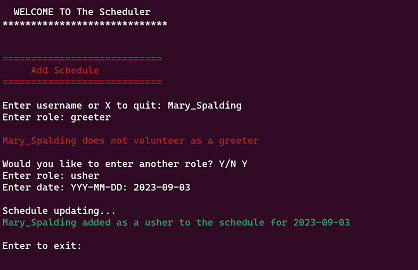 WELCOME TO The Scheduler
*****************************
============================
Add Schedule
============================
Enter username or X to quit: Mary_Spalding
Enter role: greeter
Mary_Spalding does not volunteer as a greeter
Would you like to enter another role? Y/N Y
Enter role: usher
Enter date: YYY-MM-DD: 2023-09-03
Schedule updating...
Mary_Spalding added as a usher to the schedule for 2023-09-03
Enter to exit: